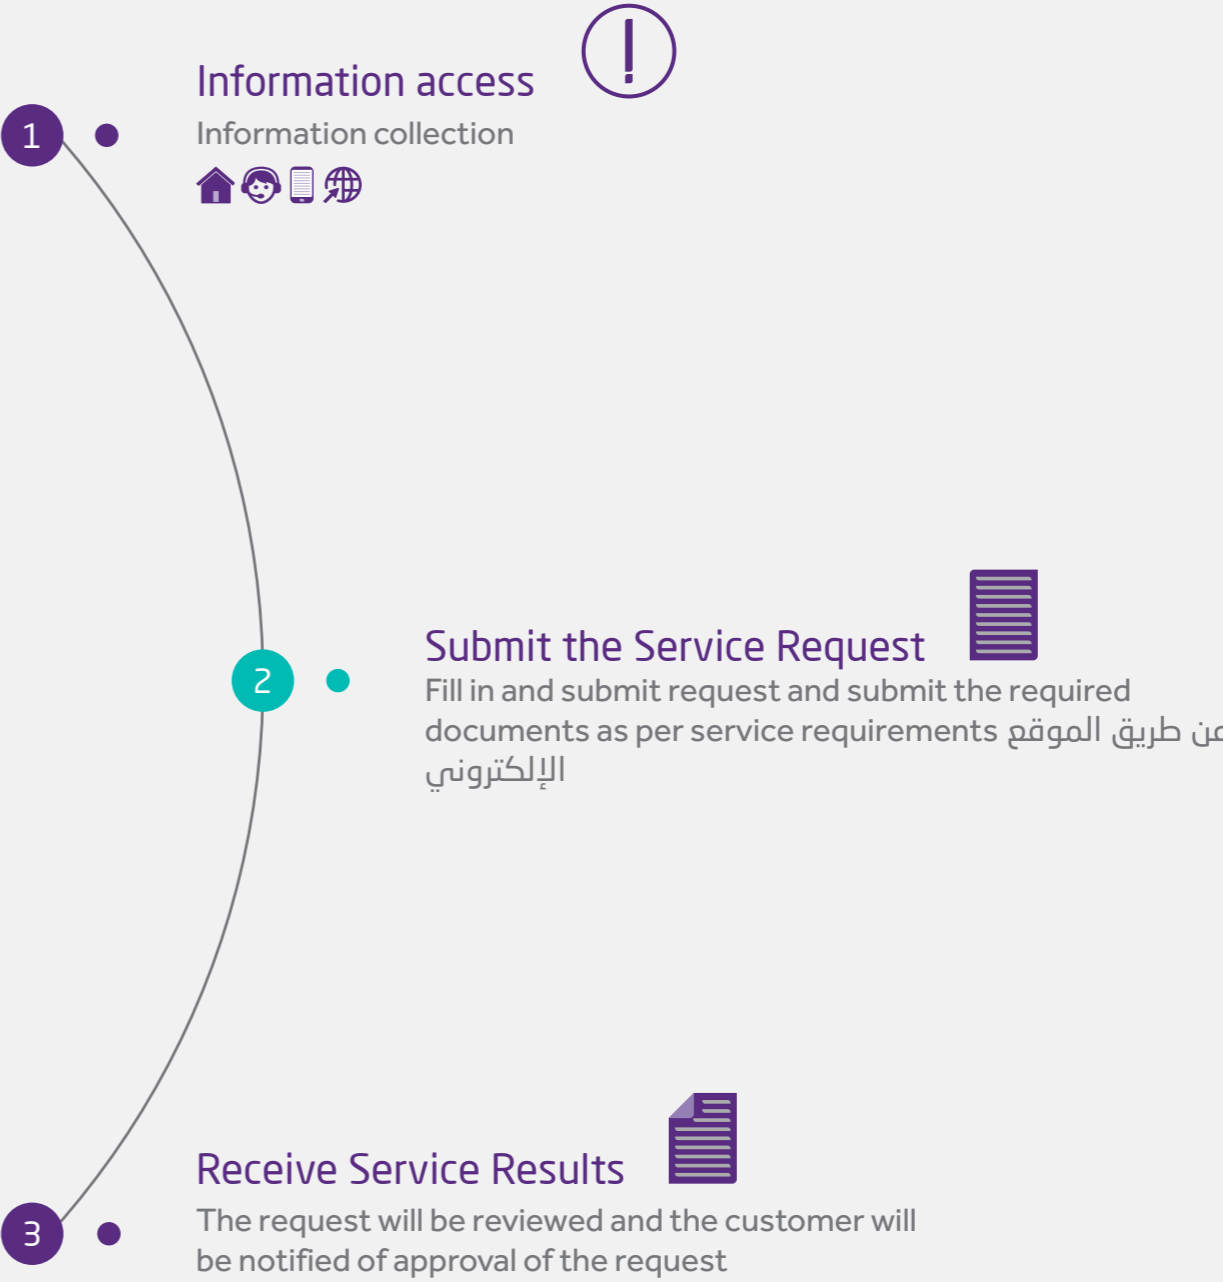 Information access
1
Information collection
Submit the Service Request
2
Fill in and submit request and submit the required
documents as per service requirements عن طريق الموقع
الإلكتروني
Receive Service Results
3
The request will be reviewed and the customer will
be notified of approval of the request